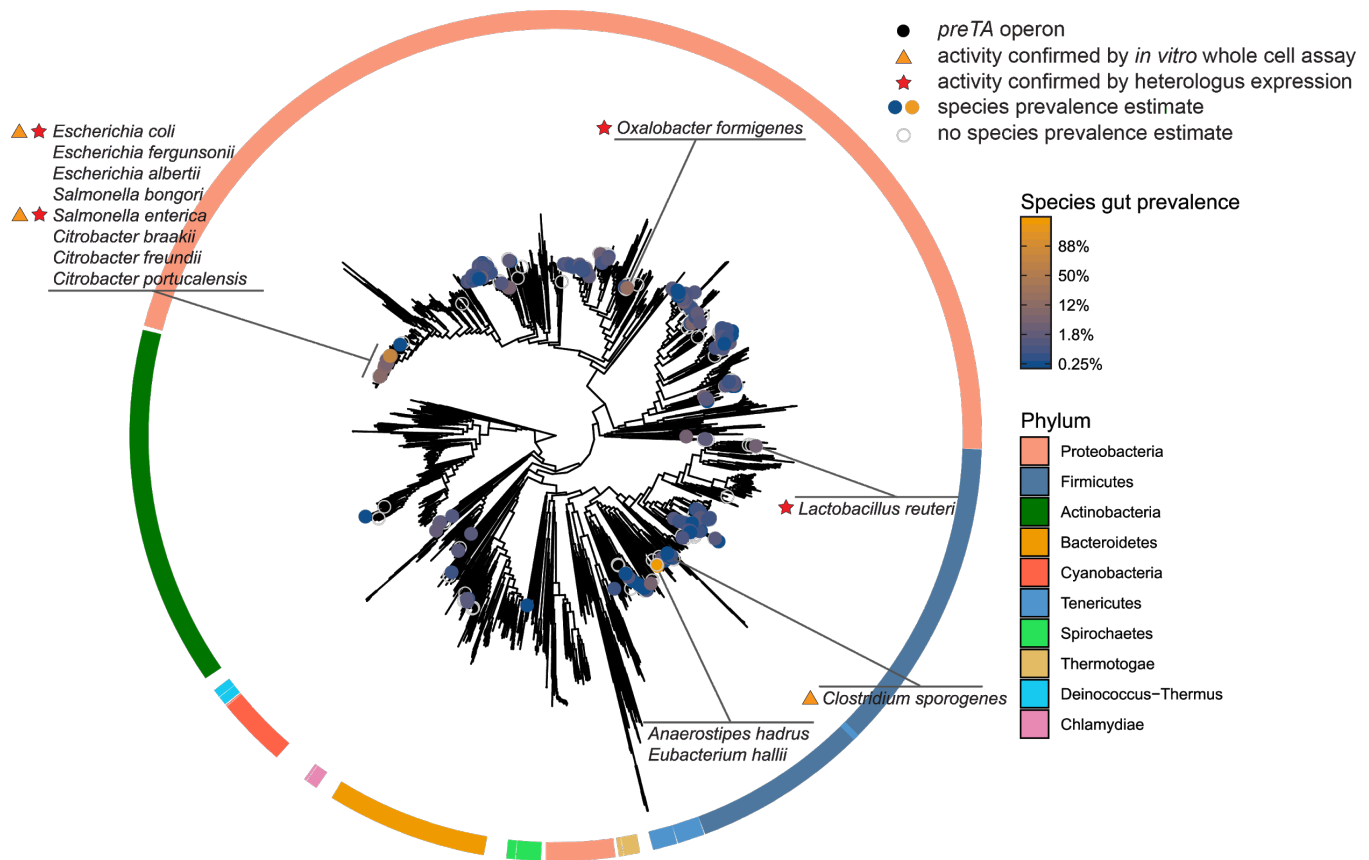 preTA operon
activity confirmed by in vitro whole cell assay
activity confirmed by heterologus expression
species prevalence estimate
no species prevalence estimate
Escherichia coli
Escherichia fergunsonii
Escherichia albertii
Salmonella bongori
Salmonella enterica
Citrobacter braakii
Citrobacter freundii
Citrobacter portucalensis
Oxalobacter formigenes
Species gut prevalence
88%
50%
12%
1.8%
0.25%
Phylum
Proteobacteria
Firmicutes
Actinobacteria
Bacteroidetes
Cyanobacteria
Tenericutes
Spirochaetes
Thermotogae
Deinococcus−Thermus
Chlamydiae
Lactobacillus reuteri
Clostridium sporogenes
Anaerostipes hadrus
Eubacterium hallii